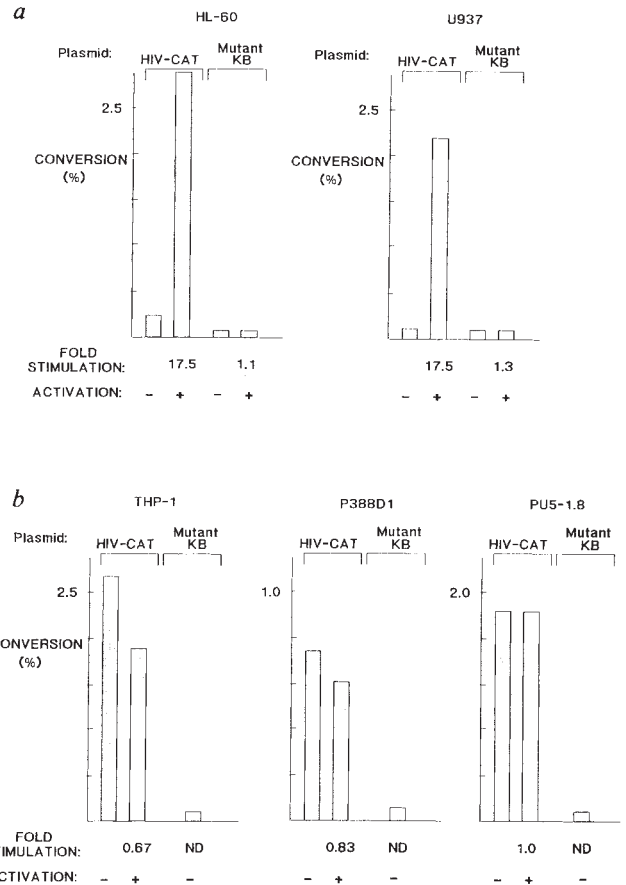 a
HL-60 U937
Plasmid: HIV-CAT Mutant KB HIV-CAT Mutant KB
2.5 2.5
CONVERSION (%) CONVERSION (%)
FOLD STIMULATION: 17.5 1.1 17.5 1.3
ACTIVATION: - + - + - + - +
b
THP-1 P388D1 PU5-1.8
Plasmid: HIV-CAT Mutant KB HIV-CAT Mutant KB HIV-CAT Mutant KB
2.5 1.0 2.0
ONVERSION (%)
FOLD TIMULATION: 0.67 ND 0.83 ND 1.0 ND
CTIVATION: - + - - + - - + -